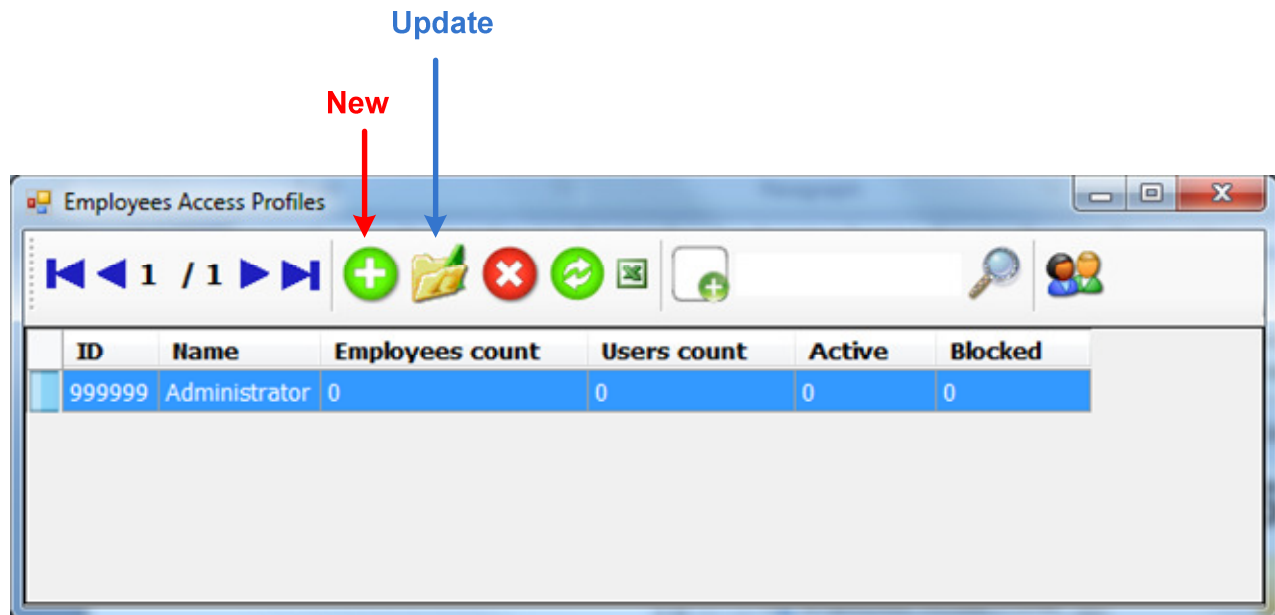 Update
New
Employees Access Profiles
1 / 1
ID Name Employees count Users count Active Blocked
999999 Administrator 0 0 0 0